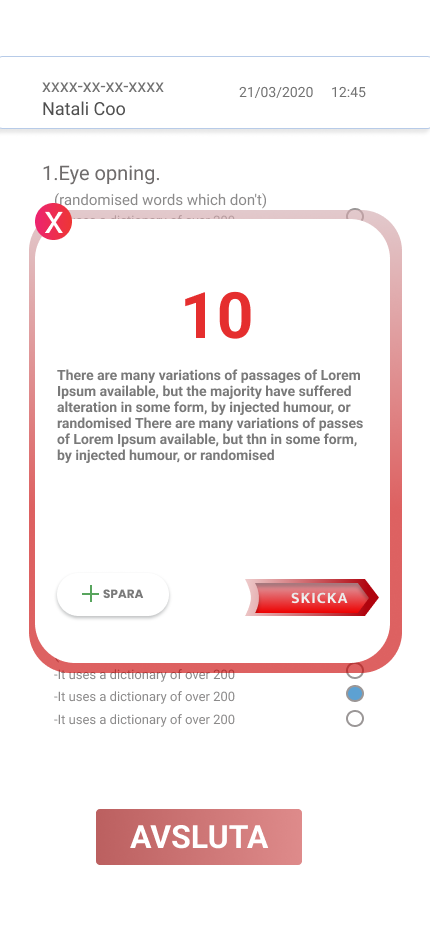 xxxx-xx-xx-xxxx
Natali Coo
21/03/2020 12:45
1.Eye opning.
(randomised words which don't)
uses a dictionary of over 200
X
10
There are many variations of passages of Lorem
Ipsum available, but the majority have suffered
alteration in some form, by injected humour, or
randomised There are many variations of passes
of Lorem Ipsum available, but thn in some form,
by injected humour, or randomised
SPARA
SKICKA
-It uses a dictionary of over 200
-It uses a dictionary of over 200
-It uses a dictionary of over 200
AVSLUTA